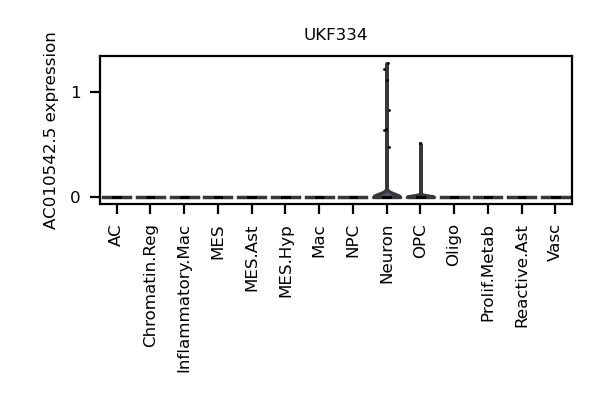 UKF334
AC010542.5 expression
1
0
AC
Chromatin.Reg
Inflammatory.Mac
MES
MES.Ast
MES.Hyp
Mac
NPC
Neuron
OPC
Oligo
Prolif.Metab
Reactive.Ast
Vasc